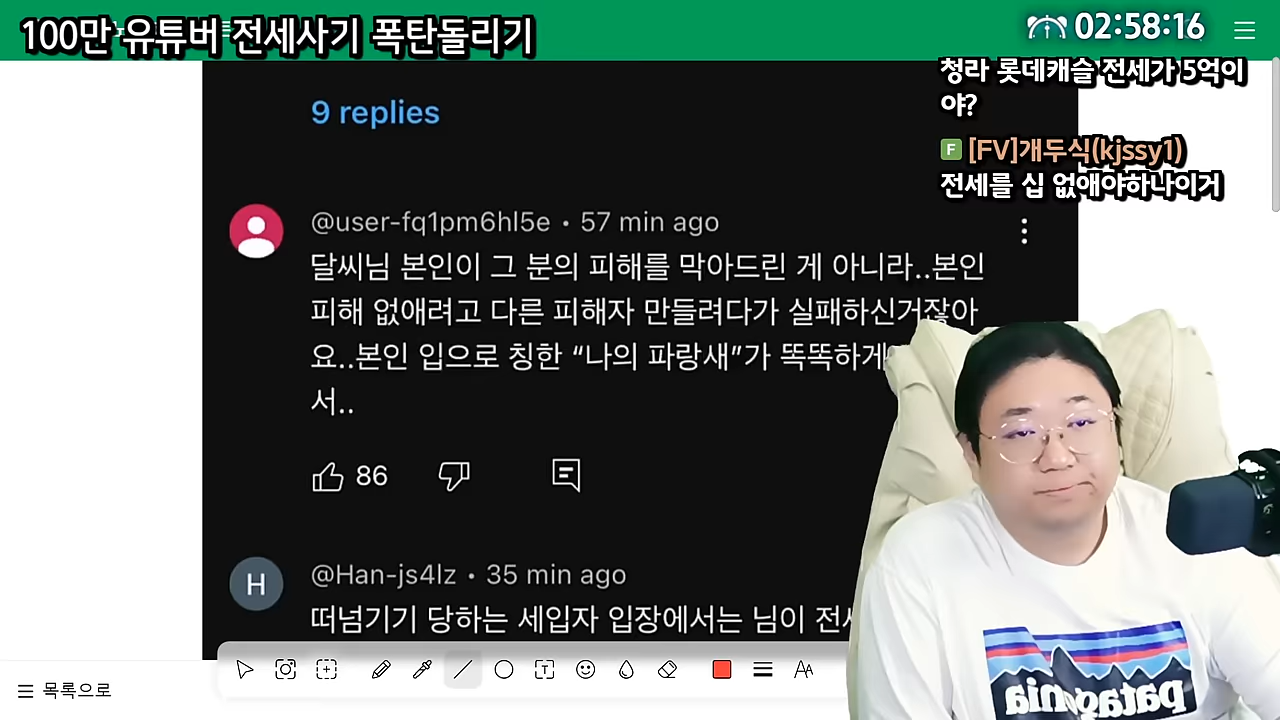 100만 유튜버 전세사기 폭탄돌리기
02:58:16
청라 롯데캐슬 전세가 5억이
야?
F [FV]개두식(kjssy1)
전세를 십 없애야하나이거
9 replies
@user-fq1pm6hl5e • 57 min ago
달씨님 본인이 그 분의 피해를 막아드린 게 아니라..본인
피해 없애려고 다른 피해자 만들려다가 실패하신거잖아
요..본인 입으로 칭한 “나의 파랑새”가 똑똑하게
서..
86
H
@Han-js4lz • 35 min ago
떠넘기기 당하는 세입자 입장에서는 님이
T
AA
목록으로
patagonia